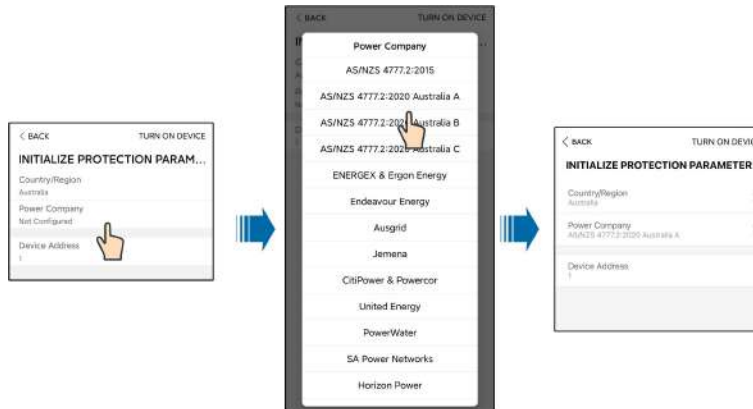 < BACK TURN ON DEVICE
INITIALIZE PROTECTION PARAM...
Country/Region
Australia
Power Company
Not Configured
Device Address
1
< BACK TURN ON DEVICE
Power Company
AS/NZS 4777.2:2015
AS/NZS 4777.2:2020 Australia A
AS/NZS 4777.2:2020 Australia B
AS/NZS 4777.2:2020 Australia C
ENERGEX & Ergon Energy
Endeavour Energy
Ausgrid
Jemena
CitiPower & Powercor
United Energy
PowerWater
SA Power Networks
Horizon Power
< BACK TURN ON DEVIC
INITIALIZE PROTECTION PARAMETER
Country/Region
Australia
Power Company
AS/NZS 4777.2:2020 Australia A
Device Address
1